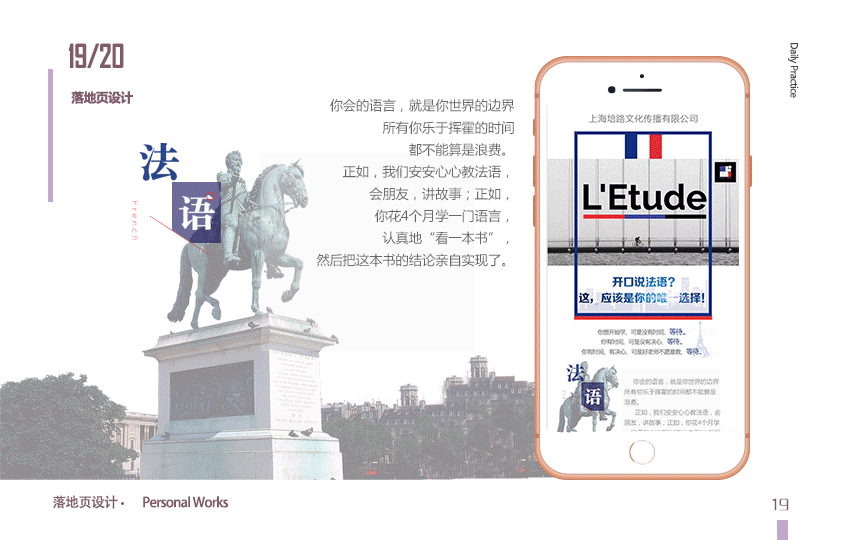 19/20
落地页设计
Daily Practice
法
语
French
你会的语言，就是你世界的边界
所有你乐于挥霍的时间
都不能算是浪费。
正如，我们安安心心教法语，
会朋友，讲故事；正如，
你花4个月学一门语言，
认真地“看一本书”，
然后把这本书的结论亲自实现了。
上海培路文化传播有限公司
L'Etude
开口说法语？
这，应该是你的唯一选择！
你想开始学，可是没有时间，等待。
你有时间，可是没有决心，等待。
你有时间，有决心，可是好老师不愿喜教，等待。
法
语
你会的语言，就是你世界的边界
所有你乐于挥霍的时间都不能算是
浪费。
正如，我们安安心心教法语，会
朋友，讲故事；正如，你花4个月学
落地页设计 •
Personal Works
19